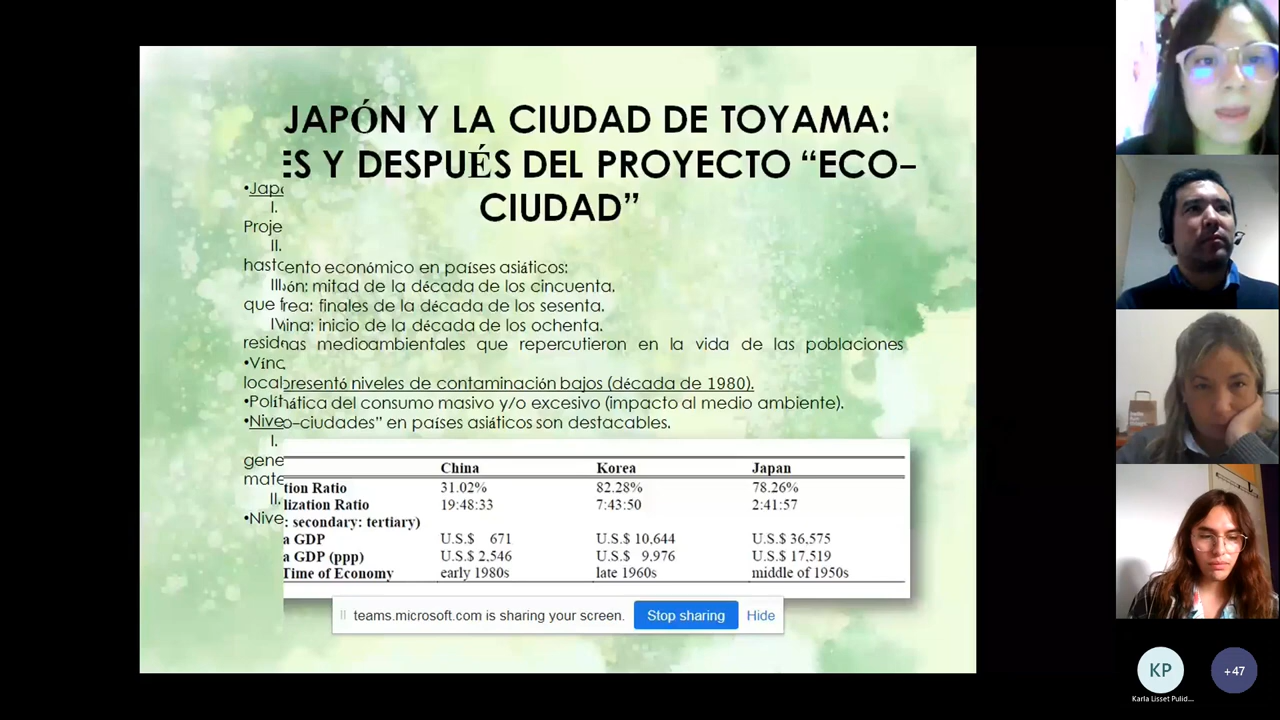 JAPÓN Y LA CIUDAD DE TOYAMA:
ES Y DESPUÉS DEL PROYECTO “ECO–
CIUDAD”
•Japo
I.
Proje
II.
hasta
ento económico en países asiáticos:
III.
ón: mitad de la década de los cincuenta.
que f
rea: finales de la década de los sesenta.
IV
ina: inicio de la década de los ochenta.
resid
mas medioambientales que repercutieron en la vida de las poblaciones
•Vínc
local
presentó niveles de contaminación bajos (década de 1980).
•Polít
ática del consumo masivo y/o excesivo (impacto al medio ambiente).
•Nive
o–ciudades” en países asiáticos son destacables.
I.
gene
mate
II.
•Nive
China Korea Japan
tion Ratio 31.02% 82.28% 78.26%
lization Ratio 19:48:33 7:43:50 2:41:57
: secondary: tertiary)
a GDP U.S.$ 671 U.S.$ 10,644 U.S.$ 36,575
a GDP (ppp) U.S.$ 2,546 U.S.$ 9,976 U.S.$ 17,519
Time of Economy early 1980s late 1960s middle of 1950s
teams.microsoft.com is sharing your screen. Stop sharing Hide
KP
+47
Karla Lisset Pulid...